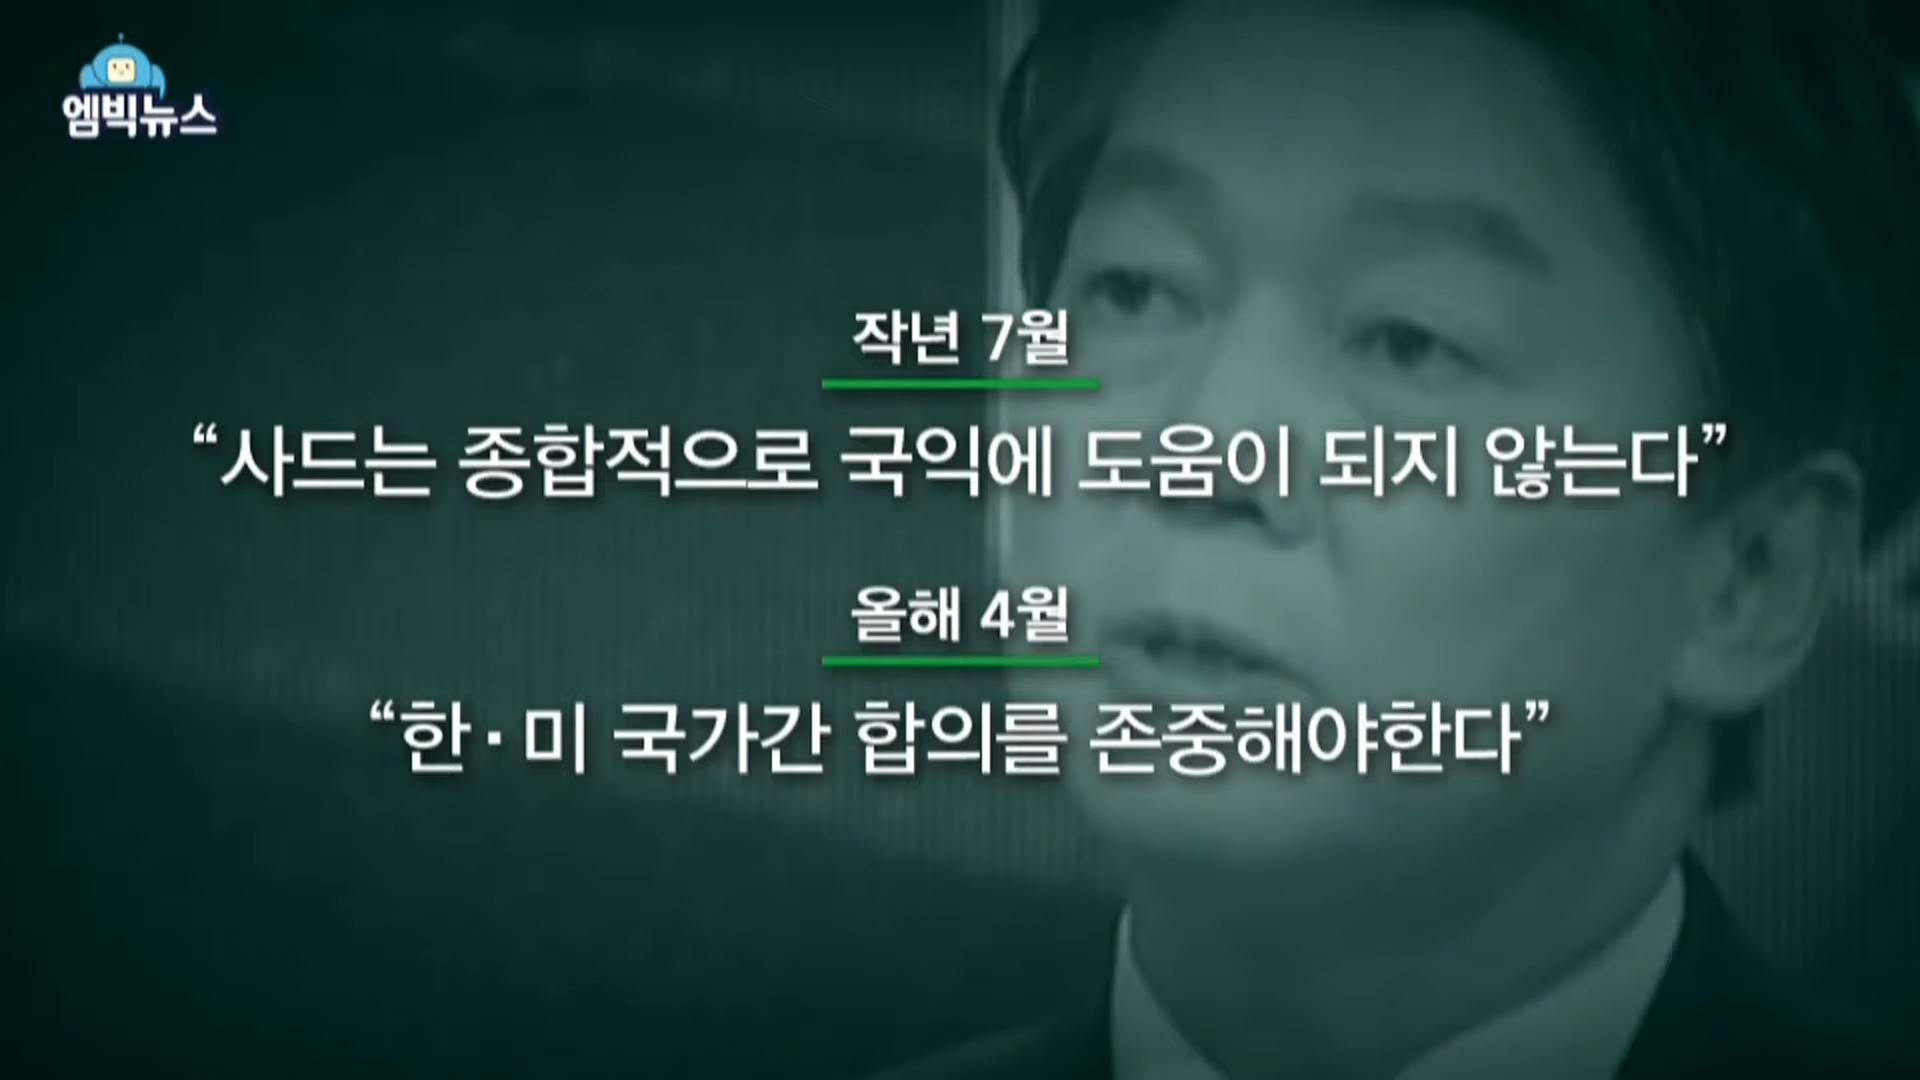 엠빅뉴스
작년 7월
“사드는 종합적으로 국익에 도움이 되지 않는다”
올해 4월
“한·미 국가간 합의를 존중해야한다”